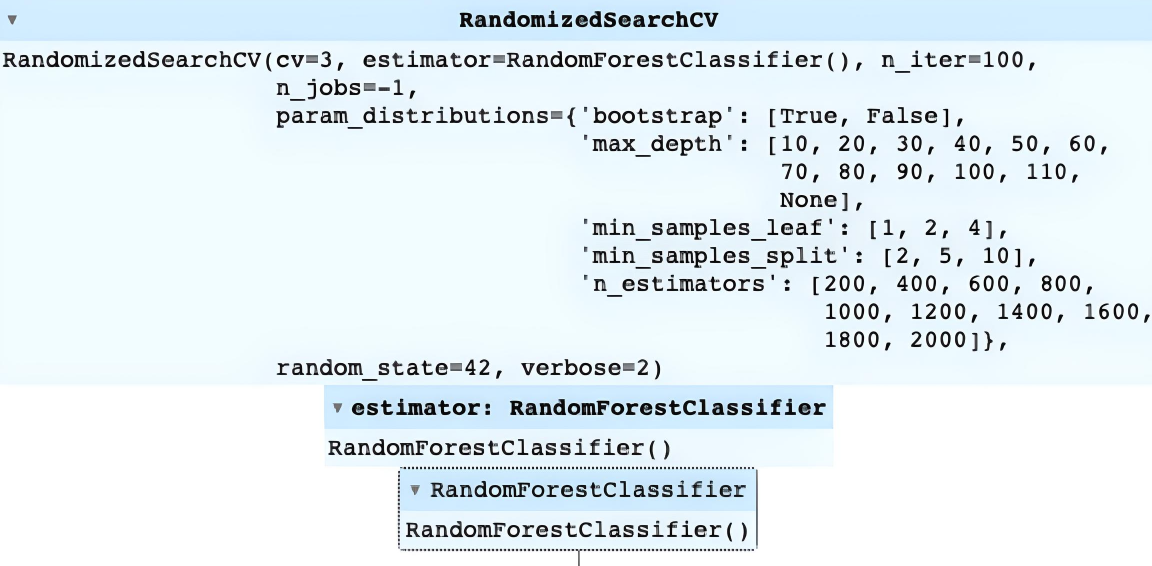 RandomizedSearchCV
RandomizedSearchCV(cv=3, estimator=RandomForestClassifier(), n_iter=100,
n_jobs=-1,
param_distributions={'bootstrap': [True, False],
'max_depth': [10, 20, 30, 40, 50, 60,
70, 80, 90, 100, 110,
None],
'min_samples_leaf': [1, 2, 4],
'min_samples_split': [2, 5, 10],
'n_estimators': [200, 400, 600, 800,
1000, 1200, 1400, 1600,
1800, 2000]},
random_state=42, verbose=2)
estimator: RandomForestClassifier
RandomForestClassifier()
RandomForestClassifier
RandomForestClassifier()